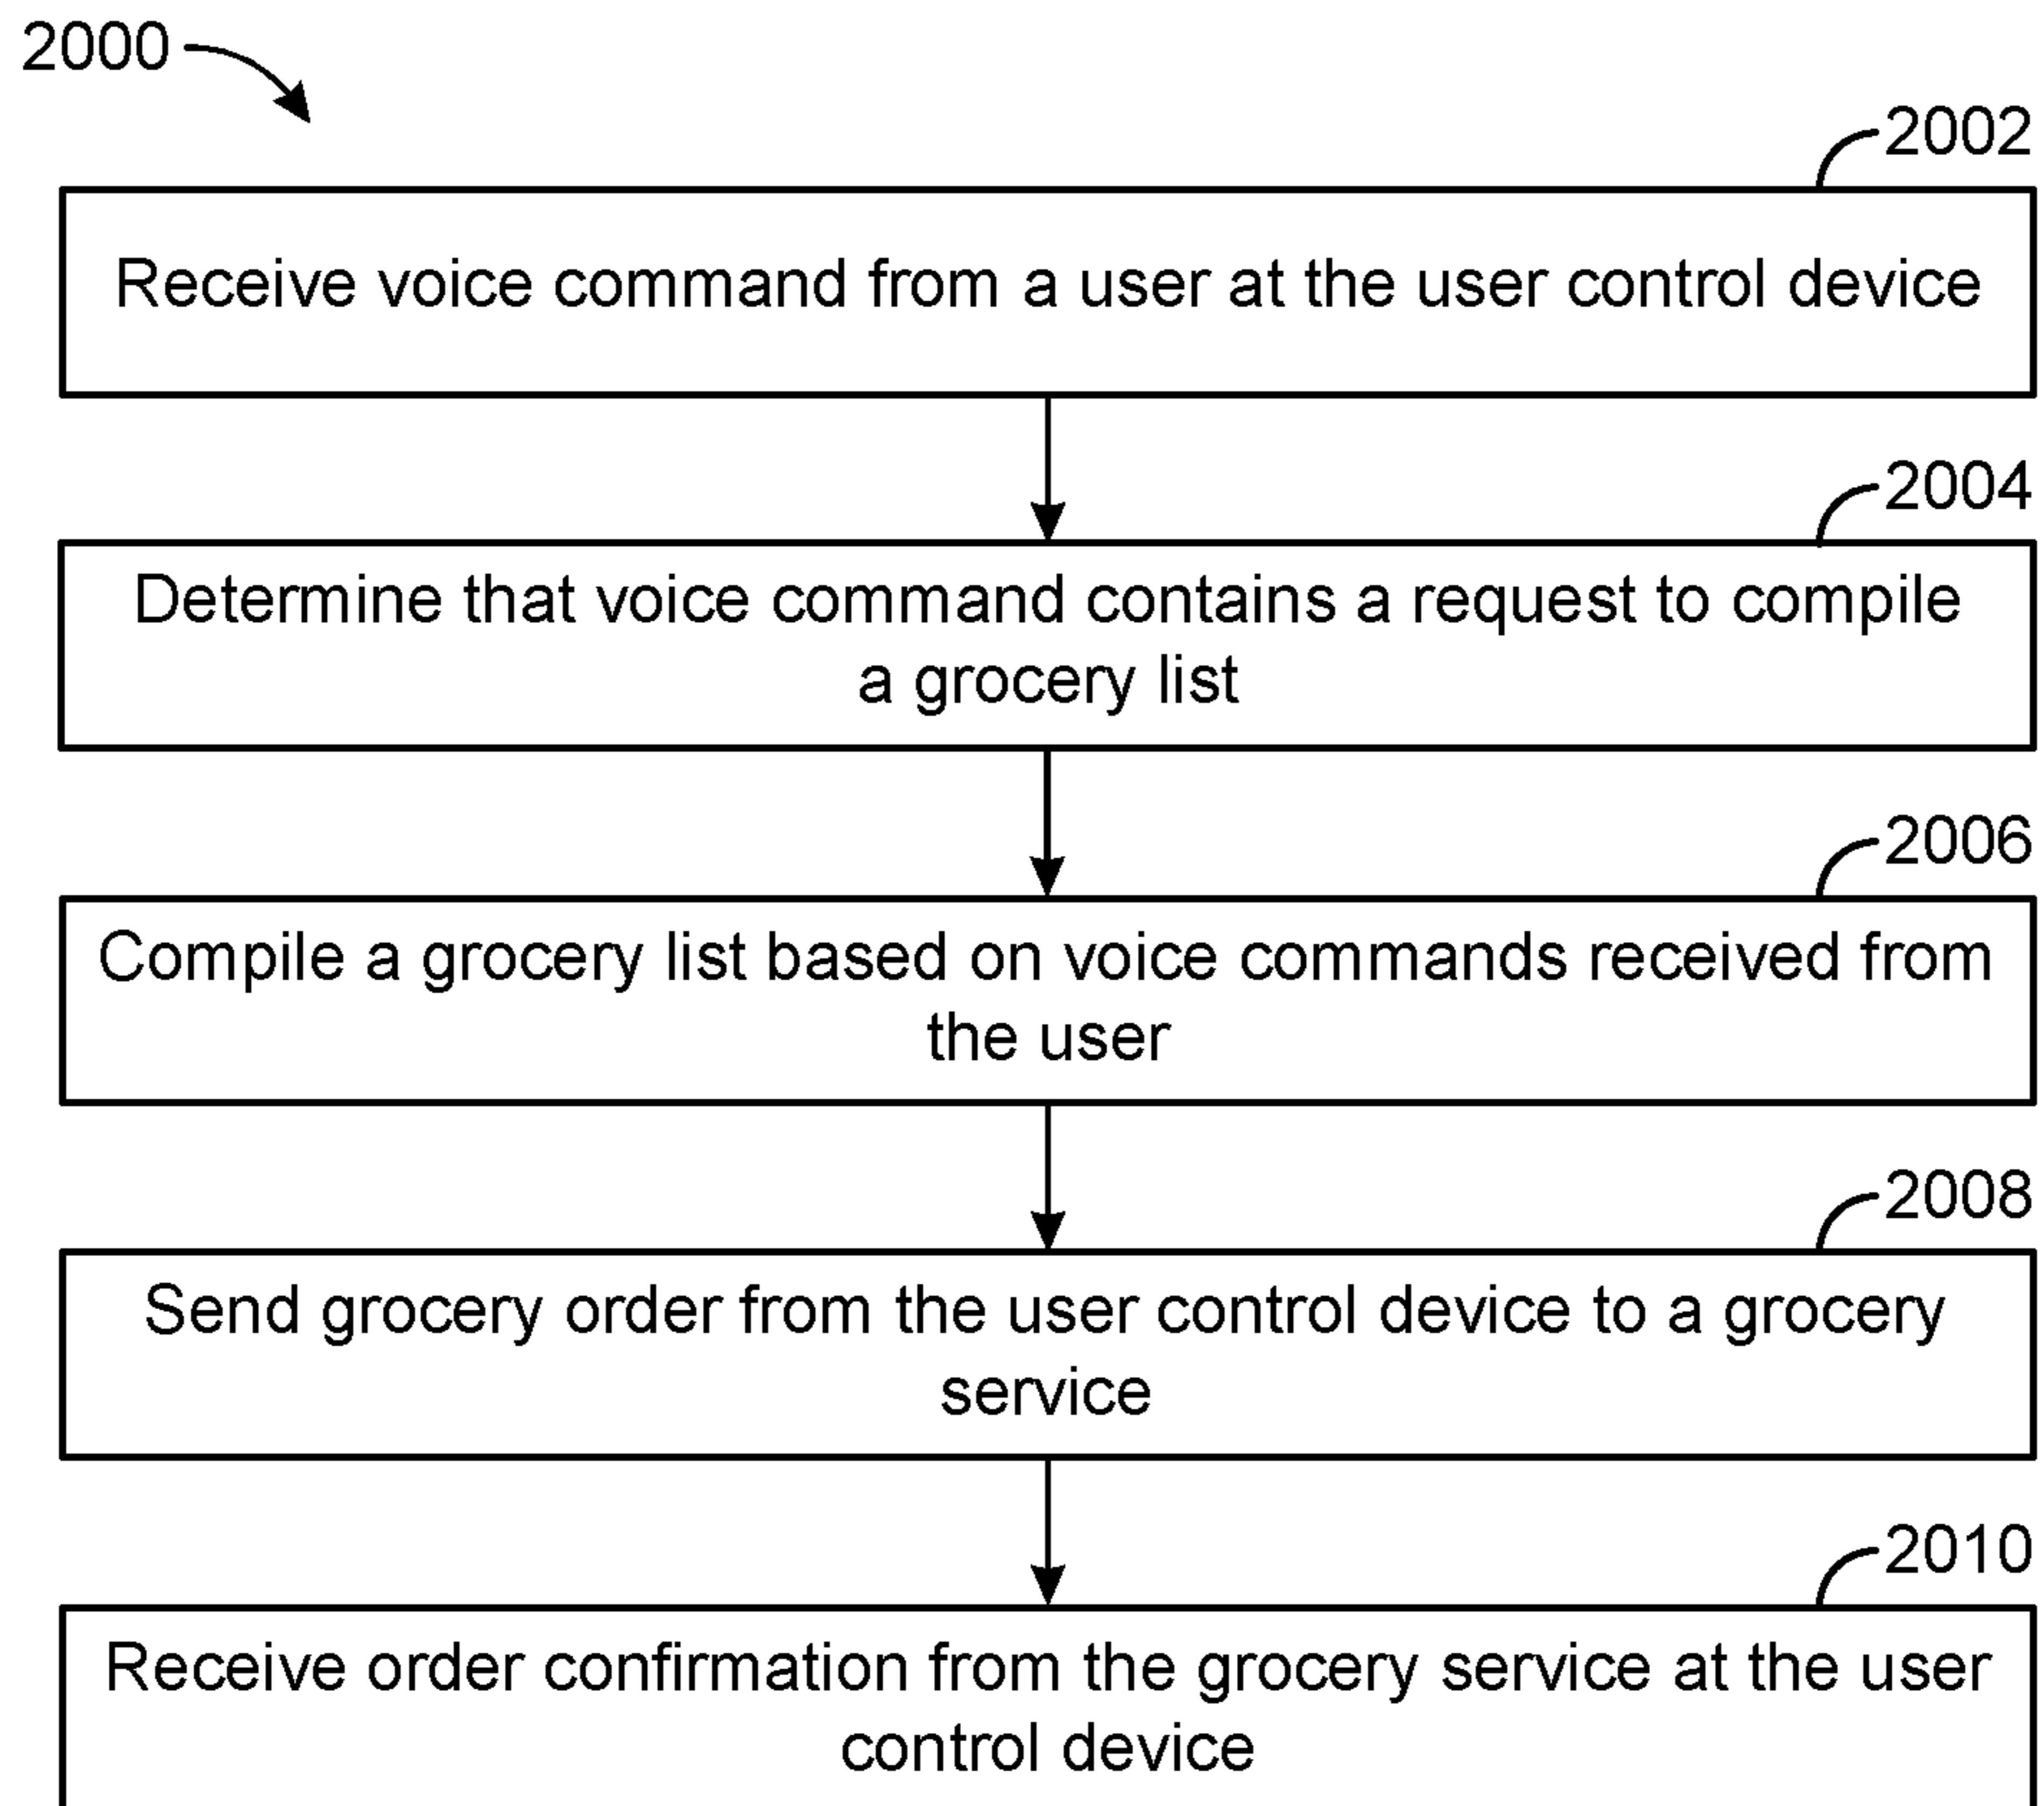 2000
2002
Receive voice command from a user at the user control device
2004
Determine that voice command contains a request to compile
a grocery list
2006
Compile a grocery list based on voice commands received from
the user
2008
Send grocery order from the user control device to a grocery
service
2010
Receive order confirmation from the grocery service at the user
control device